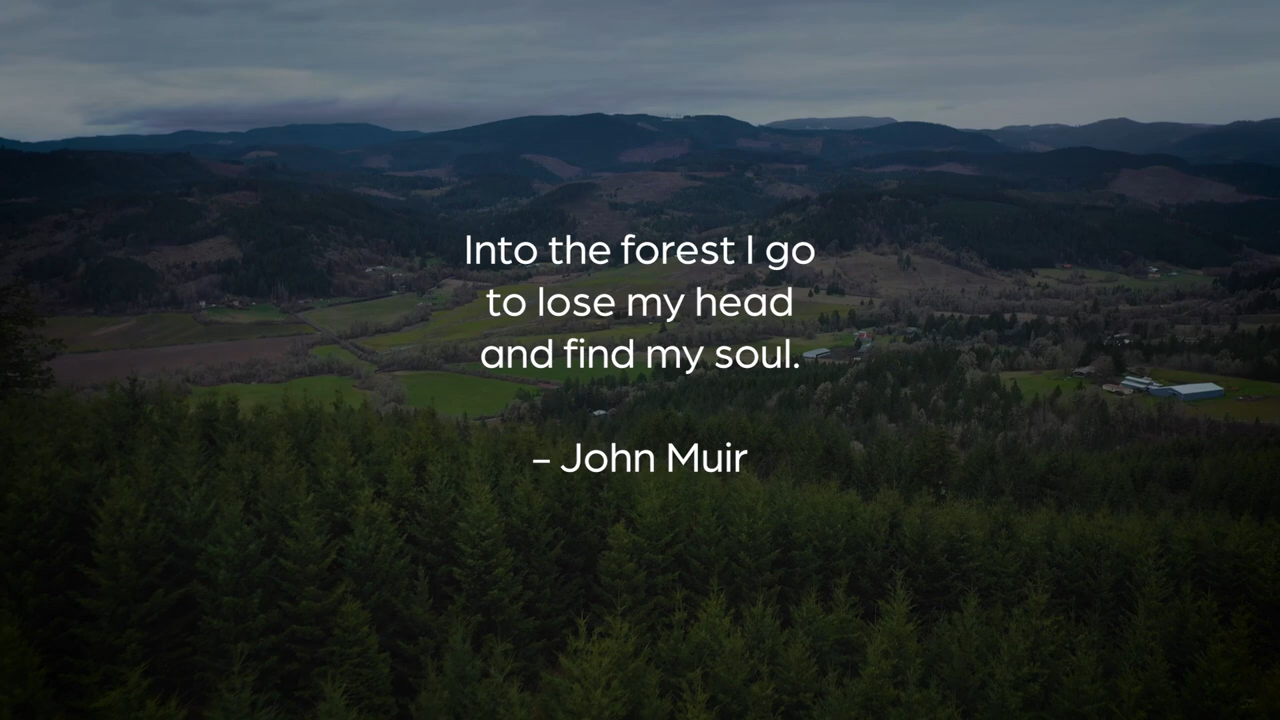 Into the forest I go
to lose my head
and find my soul.
– John Muir